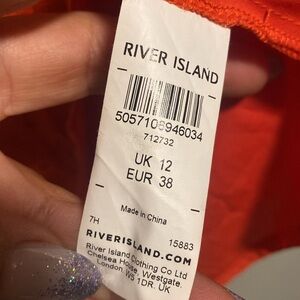 RIVER ISLAND
5057106946034
712732
UK 12
EUR 38
Made in China
7H 15883
RIVERISLAND.COM
River Island Clothing Co Ltd
Chelsea House, Westgate,
London, W5 1DR. UK